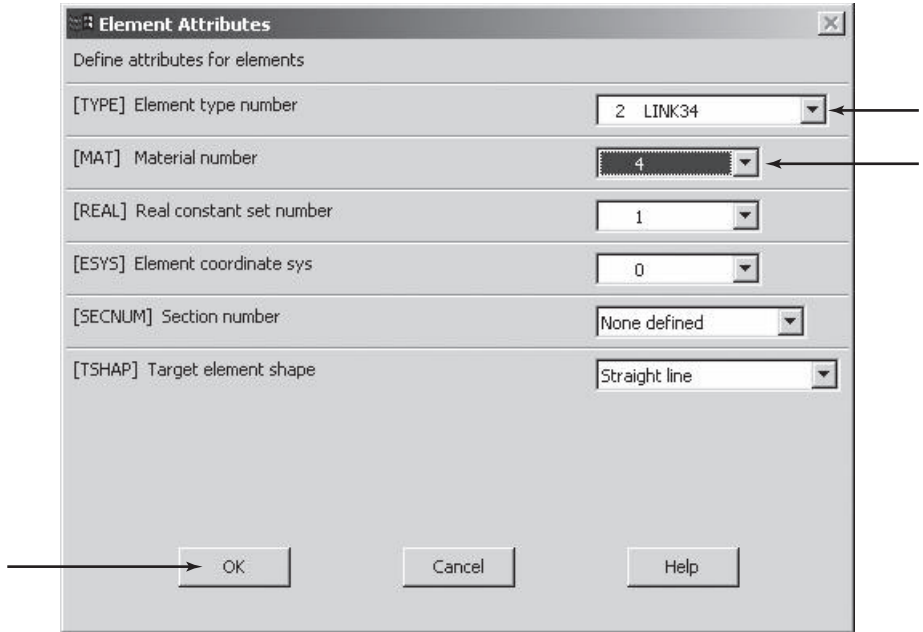 Element Attributes
Define attributes for elements
[TYPE] Element type number
2 LINK34
[MAT] Material number
4
[REAL] Real constant set number
1
[ESYS] Element coordinate sys
0
[SECNUM] Section number
None defined
[TSHAP] Target element shape
Straight line
OK
Cancel
Help